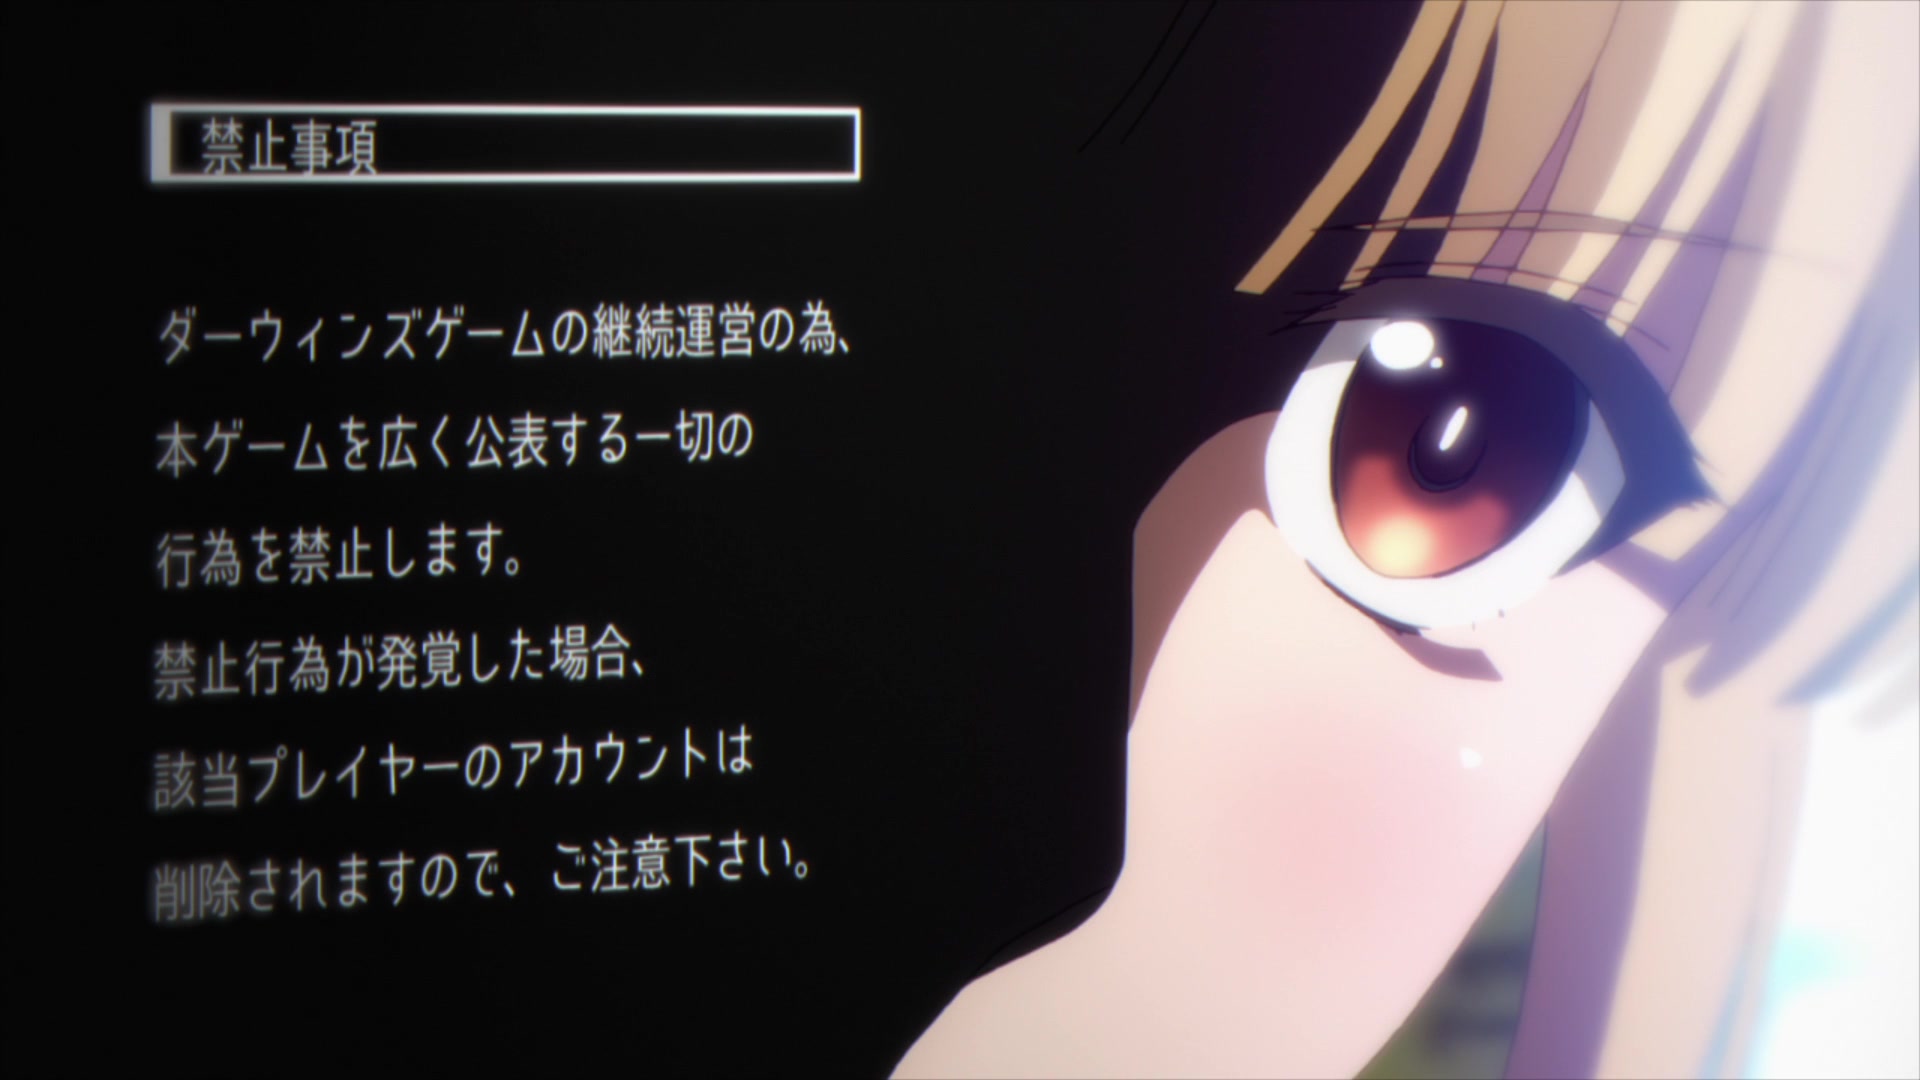 禁止事項
ダーウィンズゲームの継続運営の為、
本ゲームを広く公表する一切の
行為を禁止します。
禁止行為が発覚した場合、
該当プレイヤーのアカウントは
削除されますので、ご注意下さい。